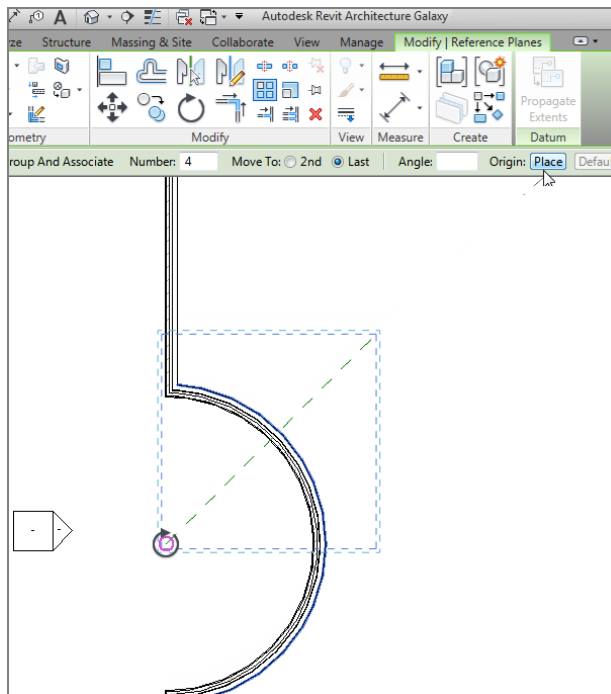 A Autodesk Revit Architecture Galaxy
ze Structure Massing & Site Collaborate View Manage Modify | Reference Planes
Propagate
Extents
ometry Modify View Measure Create Datum
roup And Associate Number: 4 Move To: 2nd Last Angle: Origin: Place Defau